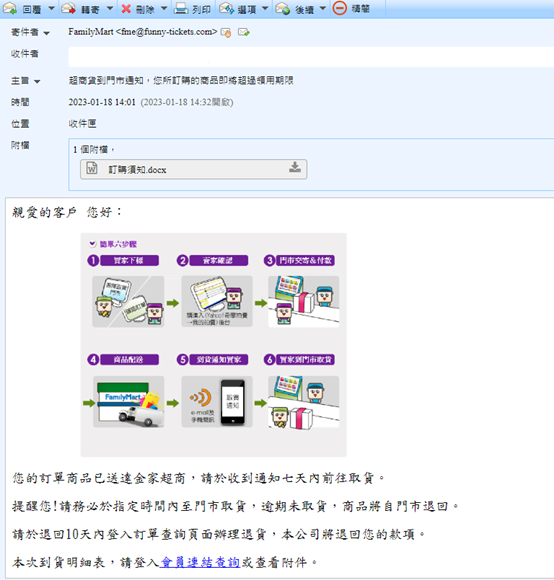 回覆 轉寄 刪除 列印 選項 後續 精簡
寄件者 FamilyMart <fme@funny-tickets.com>
收件者
主旨 超商貨到門市通知，您所訂購的商品即將超過領用期限
時間 2023-01-18 14:01 (2023-01-18 14:32開啟)
位置 收件匣
附檔 1 個附檔，
訂購須知.docx
親愛的客戶 您好：
簡單六步驟
1 買家下標 2 賣家確認 3 門市交寄&付款
4 商品配送 5 到貨通知買家 6 買家到門市取貨
FamilyMart
取貨通知
e-mail及
手機簡訊
您的訂單商品已送達全家超商，請於收到通知七天內前往取貨。
提醒您!請務必於指定時間內至門市取貨，逾期未取貨，商品將自門市退回。
請於退回10天內登入訂單查詢頁面辦理退貨，本公司將退回您的款項。
本次到貨明細表，請登入會員連結查詢或查看附件。